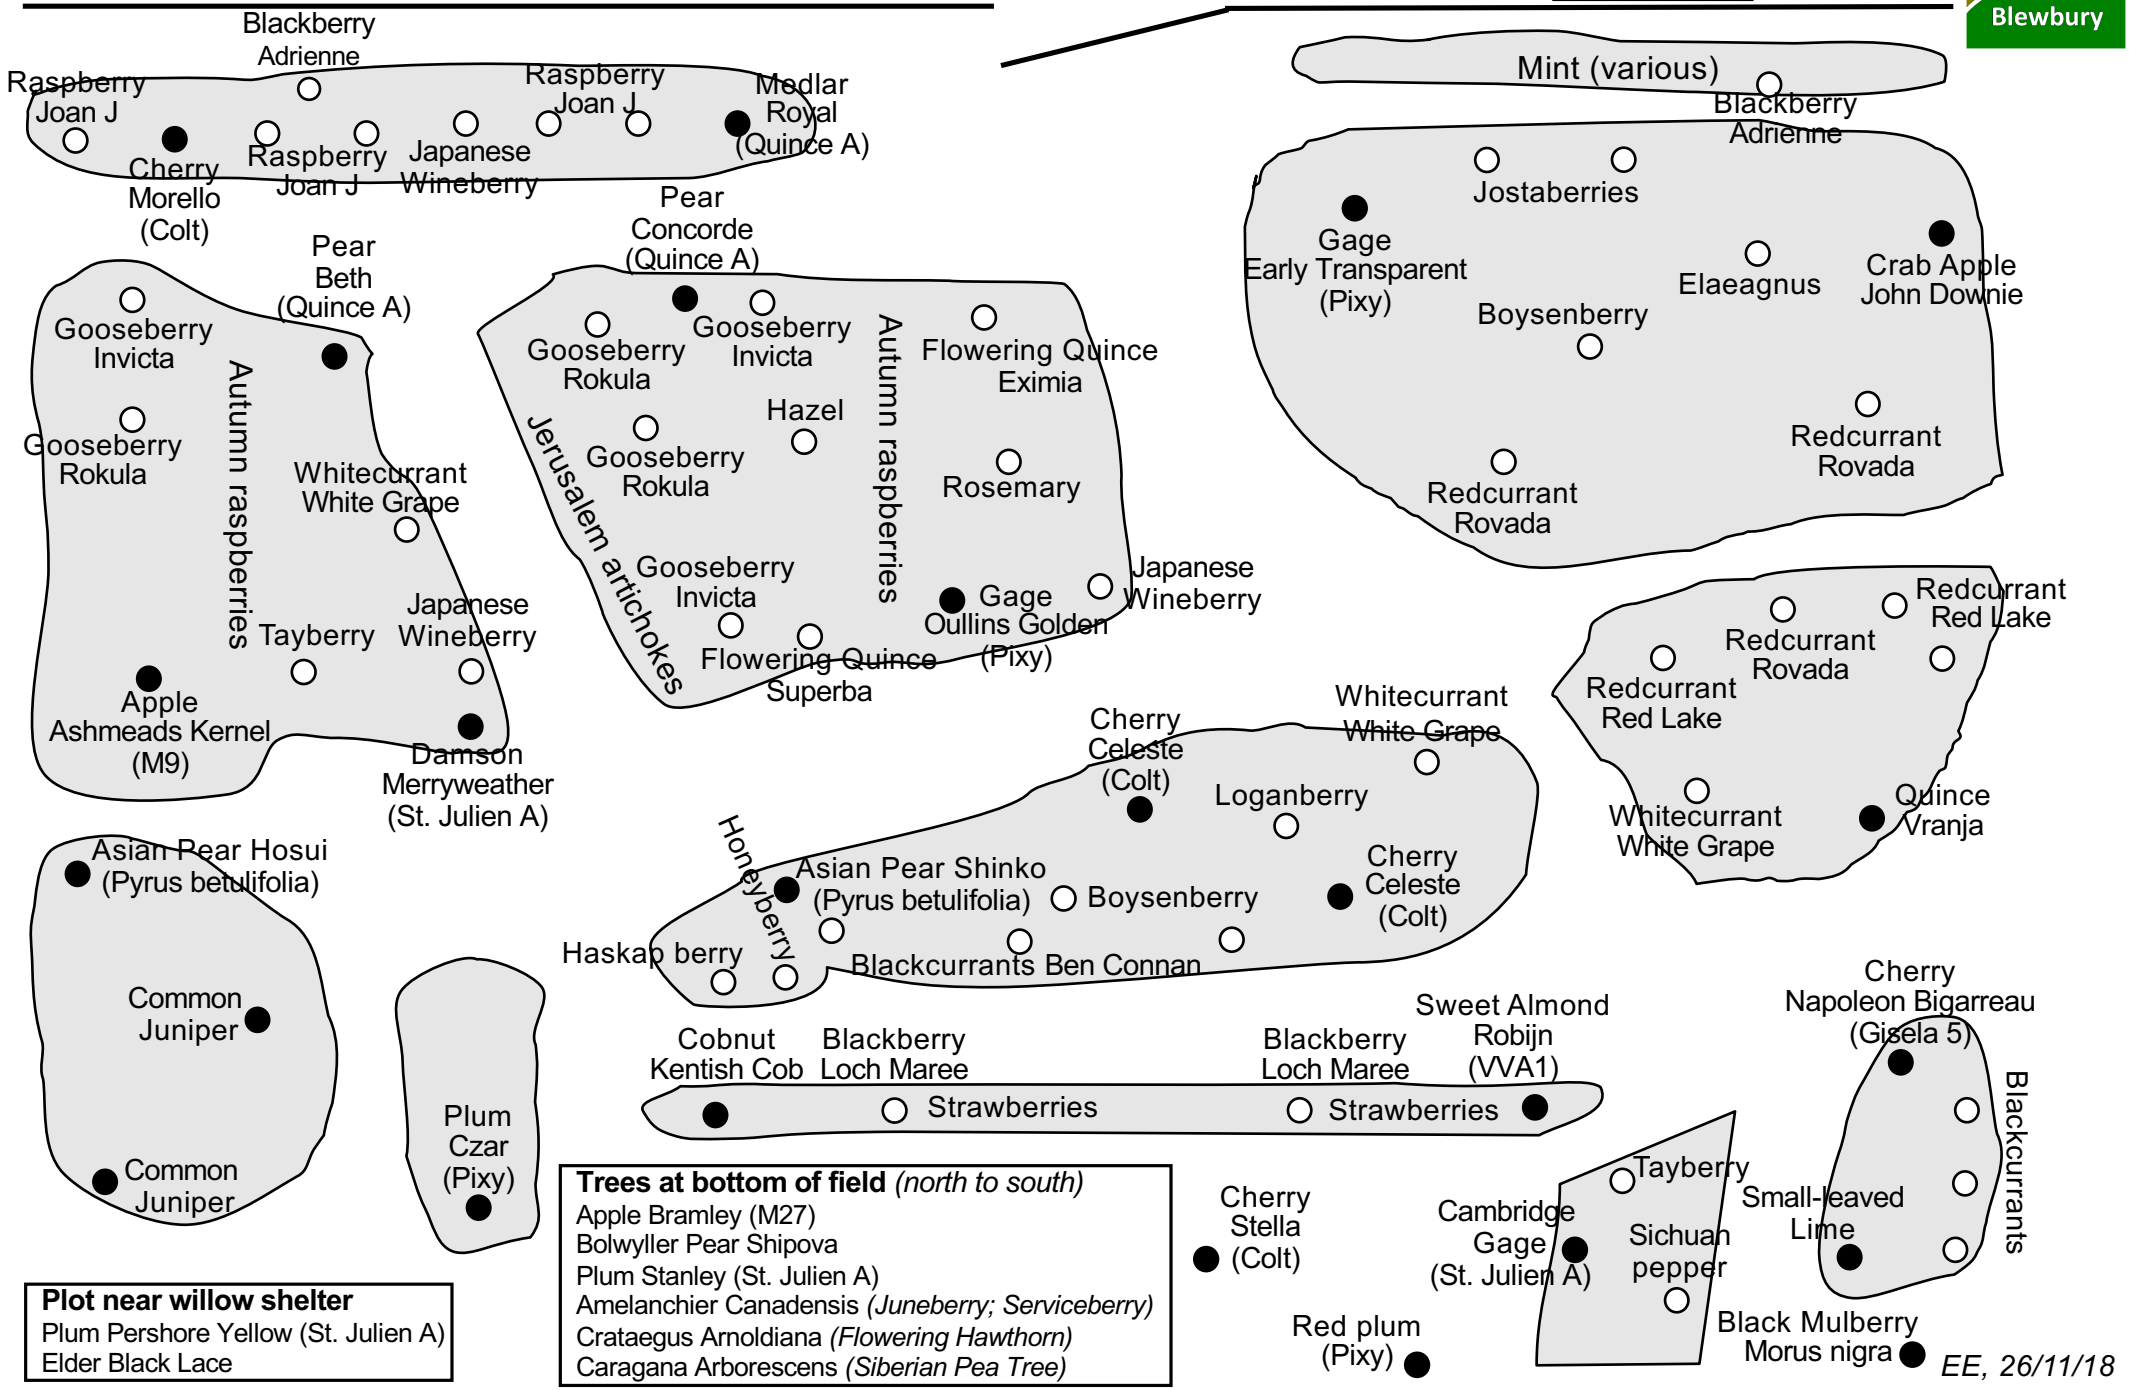 Blewbury
Blackberry
Adrienne
Raspberry
Joan J
Cherry
Morello
(Colt)
Raspberry
Joan J
Japanese
Wineberry
Raspberry
Joan J
Medlar
Royal
(Quince A)
Mint (various)
Blackberry
Adrienne
Jostaberries
Gage
Early Transparent
(Pixy)
Elaeagnus
Crab Apple
John Downie
Boysenberry
Redcurrant
Rovada
Redcurrant
Rovada
Pear
Beth
(Quince A)
Gooseberry
Invicta
Gooseberry
Rokula
Autumn raspberries
Whitecurrant
White Grape
Japanese
Wineberry
Tayberry
Apple
Ashmeads Kernel
(M9)
Damson
Merryweather
(St. Julien A)
Pear
Concorde
(Quince A)
Gooseberry
Rokula
Gooseberry
Invicta
Autumn raspberries
Flowering Quince
Eximia
Hazel
Gooseberry
Rokula
Rosemary
Jerusalem artichokes
Gooseberry
Invicta
Flowering Quince
Superba
Gage
Oullins Golden
(Pixy)
Japanese
Wineberry
Redcurrant
Red Lake
Redcurrant
Rovada
Redcurrant
Red Lake
Whitecurrant
White Grape
Quince
Vranja
Whitecurrant
White Grape
Cherry
Celeste
(Colt)
Loganberry
Cherry
Celeste
(Colt)
Honeyberry
Asian Pear Shinko
(Pyrus betulifolia)
Boysenberry
Haskap berry
Blackcurrants Ben Connan
Asian Pear Hosui
(Pyrus betulifolia)
Common
Juniper
Common
Juniper
Plum
Czar
(Pixy)
Cobnut
Kentish Cob
Blackberry
Loch Maree
Strawberries
Blackberry
Loch Maree
Strawberries
Sweet Almond
Robijn
(VVA1)
Cherry
Napoleon Bigarreau
(Gisela 5)
Blackcurrants
Small-leaved
Lime
Tayberry
Cambridge
Gage
(St. Julien A)
Sichuan
pepper
Cherry
Stella
(Colt)
Red plum
(Pixy)
Black Mulberry
Morus nigra
Trees at bottom of field (north to south)
Apple Bramley (M27)
Bolwyller Pear Shipova
Plum Stanley (St. Julien A)
Amelanchier Canadensis (Juneberry; Serviceberry)
Crataegus Arnoldiana (Flowering Hawthorn)
Caragana Arborescens (Siberian Pea Tree)
Plot near willow shelter
Plum Pershore Yellow (St. Julien A)
Elder Black Lace
EE, 26/11/18